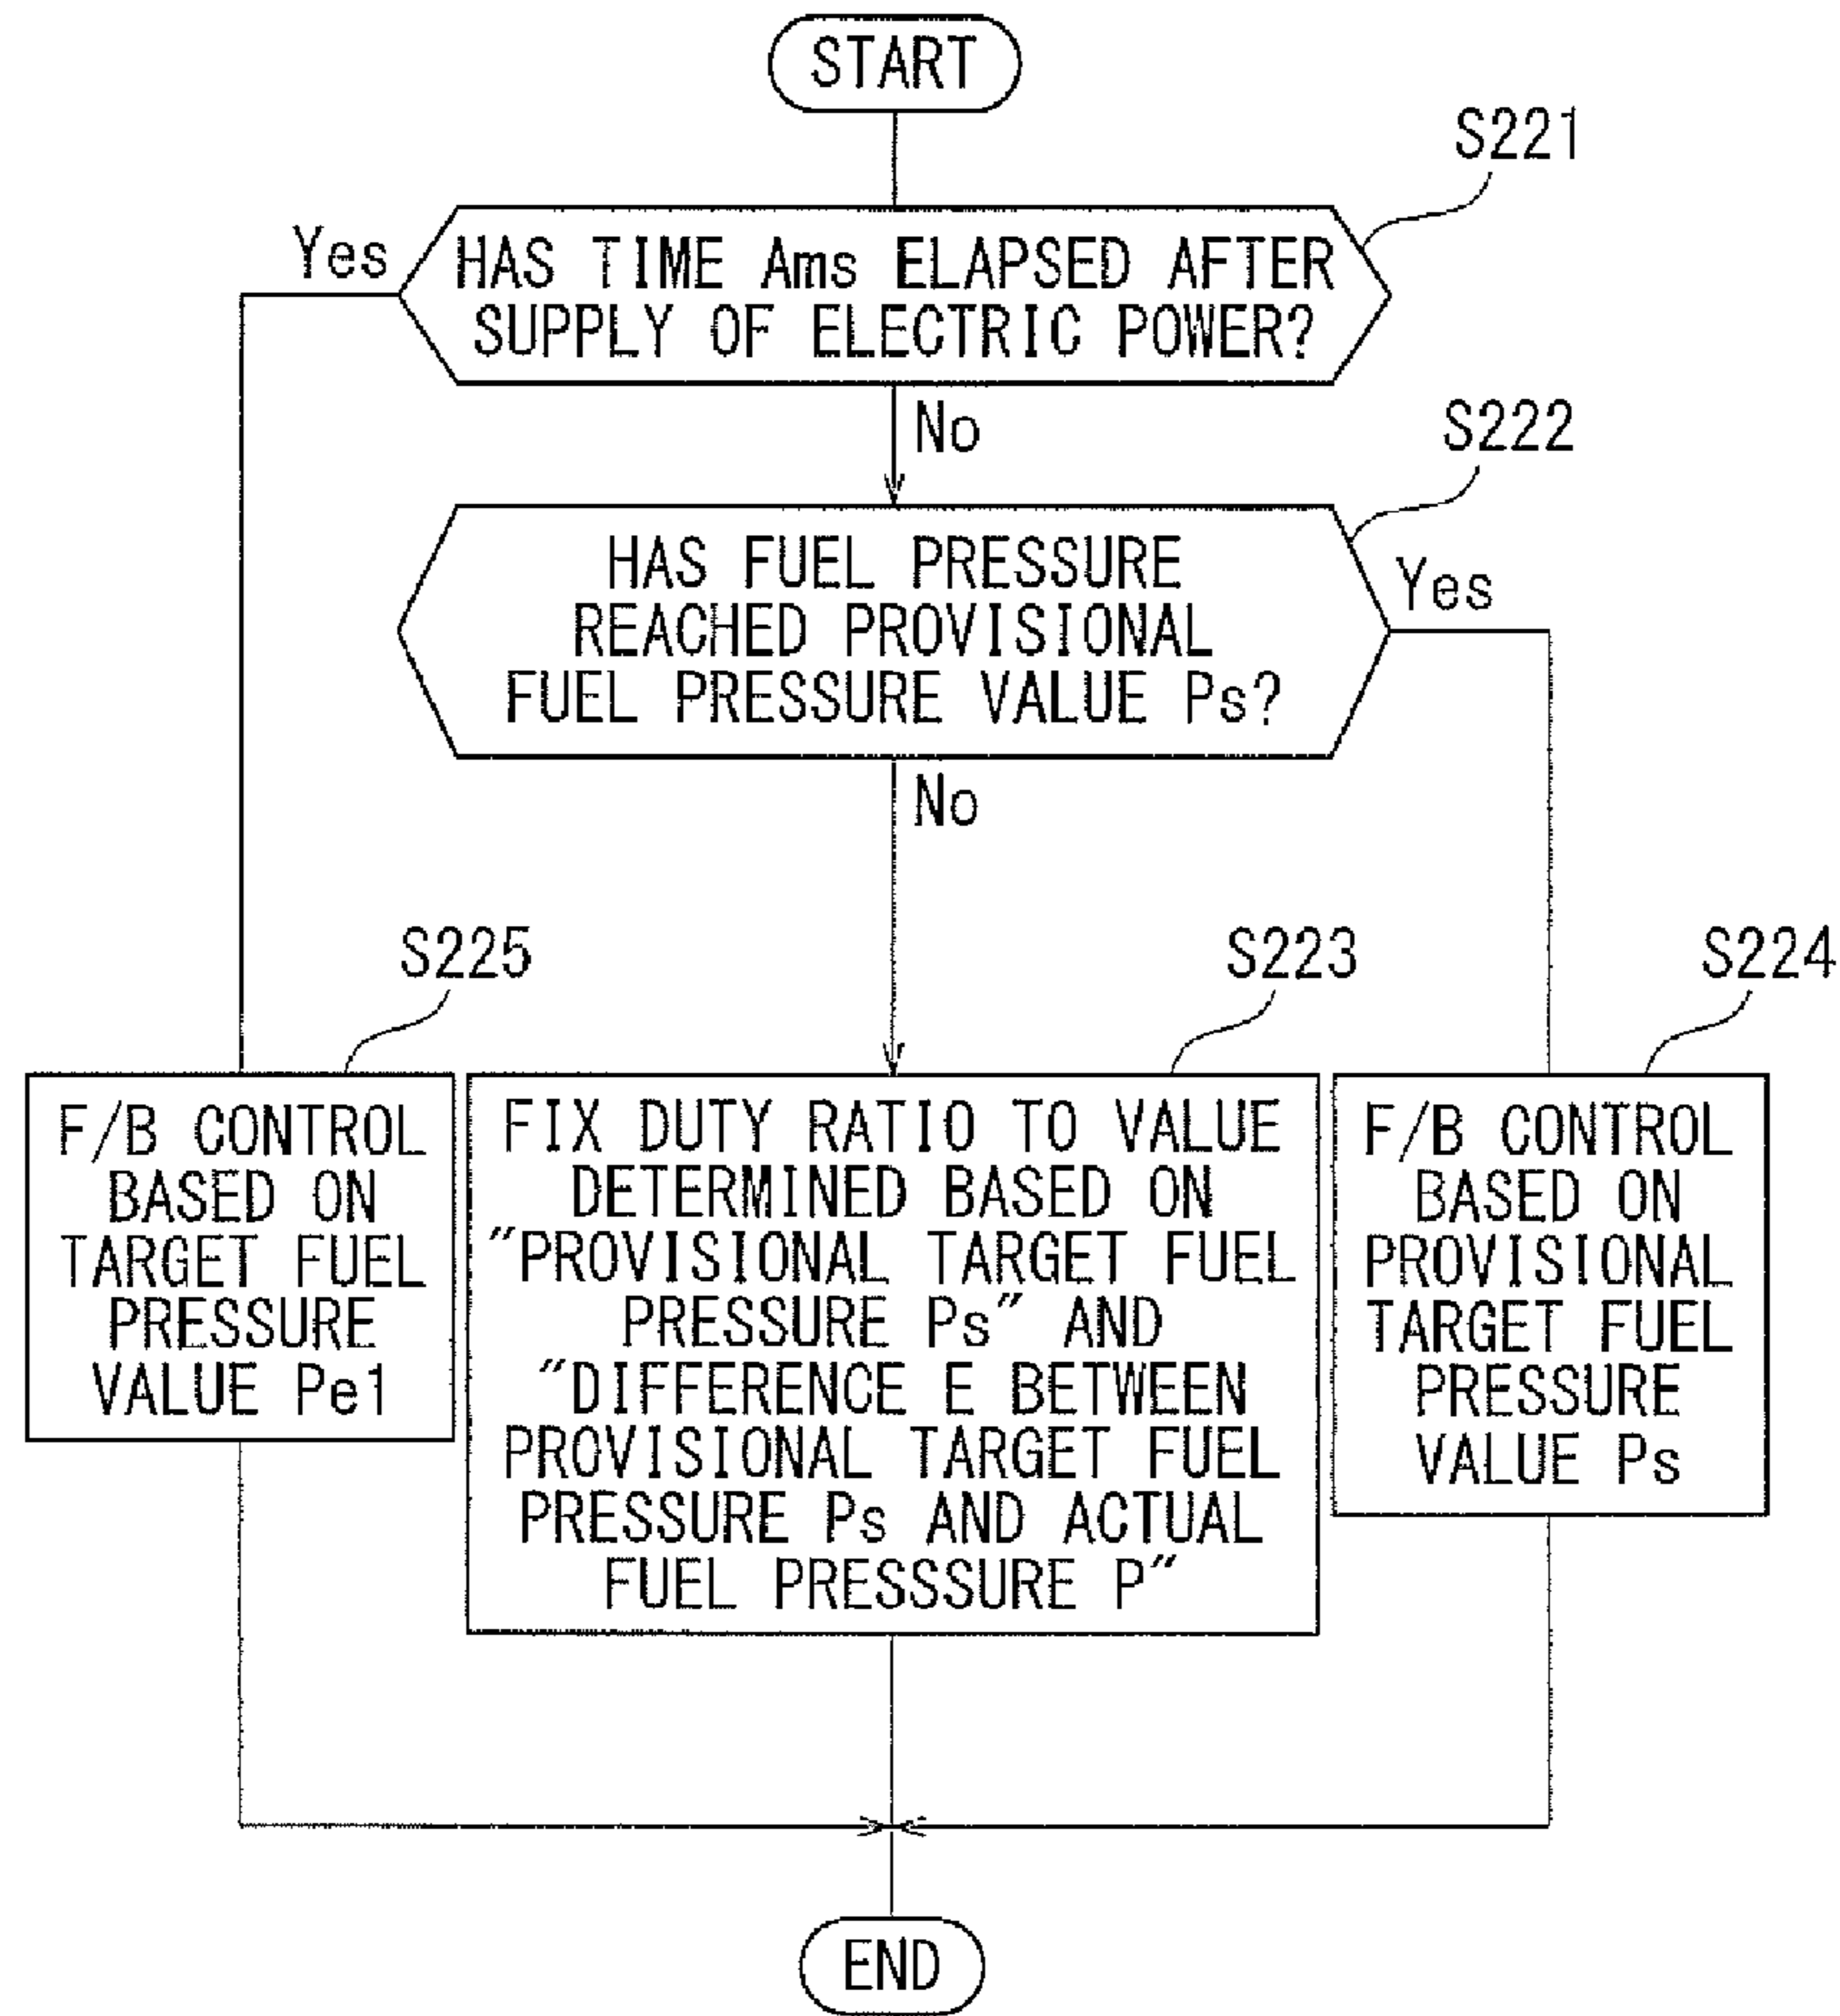 START
S221
Yes
HAS TIME Ams ELAPSED AFTER
SUPPLY OF ELECTRIC POWER?
No
S222
HAS FUEL PRESSURE
REACHED PROVISIONAL
FUEL PRESSURE VALUE Ps?
Yes
No
S225
F/B CONTROL
BASED ON
TARGET FUEL
PRESSURE
VALUE Pe1
S223
FIX DUTY RATIO TO VALUE
DETERMINED BASED ON
"PROVISIONAL TARGET FUEL
PRESSURE Ps" AND
"DIFFERENCE E BETWEEN
PROVISIONAL TARGET FUEL
PRESSURE Ps AND ACTUAL
FUEL PRESSSURE P"
S224
F/B CONTROL
BASED ON
PROVISIONAL
TARGET FUEL
PRESSURE
VALUE Ps
END